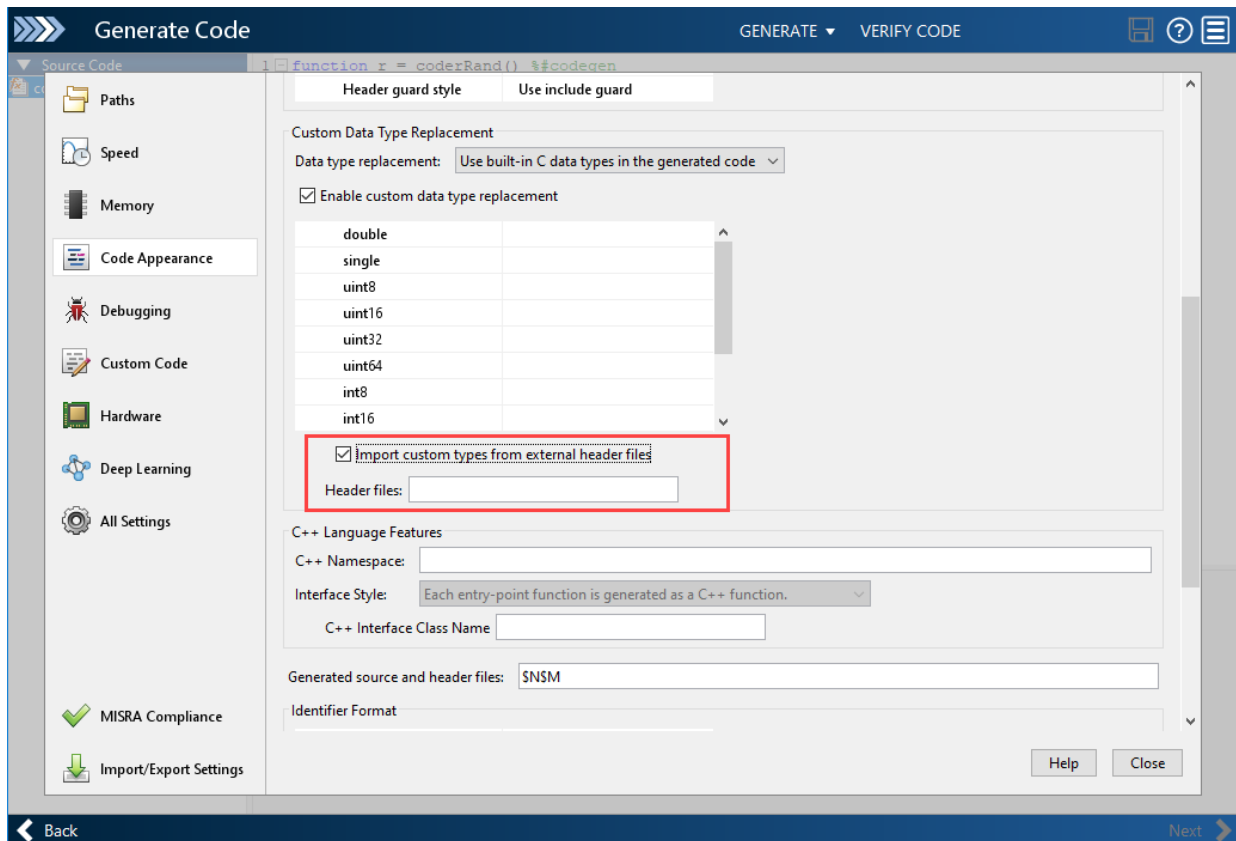 Generate Code
GENERATE ▼ VERIFY CODE
Source Code
1 function r = coderRand() %#codegen
co
Paths
Speed
Memory
Code Appearance
Debugging
Custom Code
Hardware
Deep Learning
All Settings
MISRA Compliance
Import/Export Settings
Header guard style Use include guard
Custom Data Type Replacement
Data type replacement: Use built-in C data types in the generated code
Enable custom data type replacement
double
single
uint8
uint16
uint32
uint64
int8
int16
Import custom types from external header files
Header files:
C++ Language Features
C++ Namespace:
Interface Style: Each entry-point function is generated as a C++ function.
C++ Interface Class Name
Generated source and header files: $N$M
Identifier Format
Help Close
Back Next